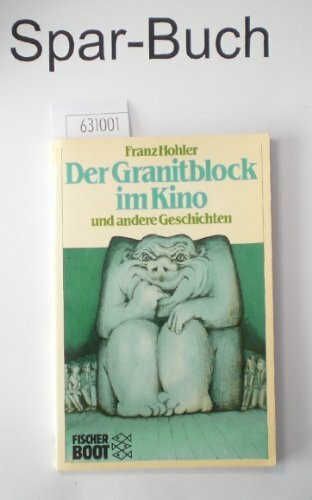 Spar-Buch
631001
Franz Hohler
Der Granitblock
im Kino
und andere Geschichten
FISCHER
BOOT